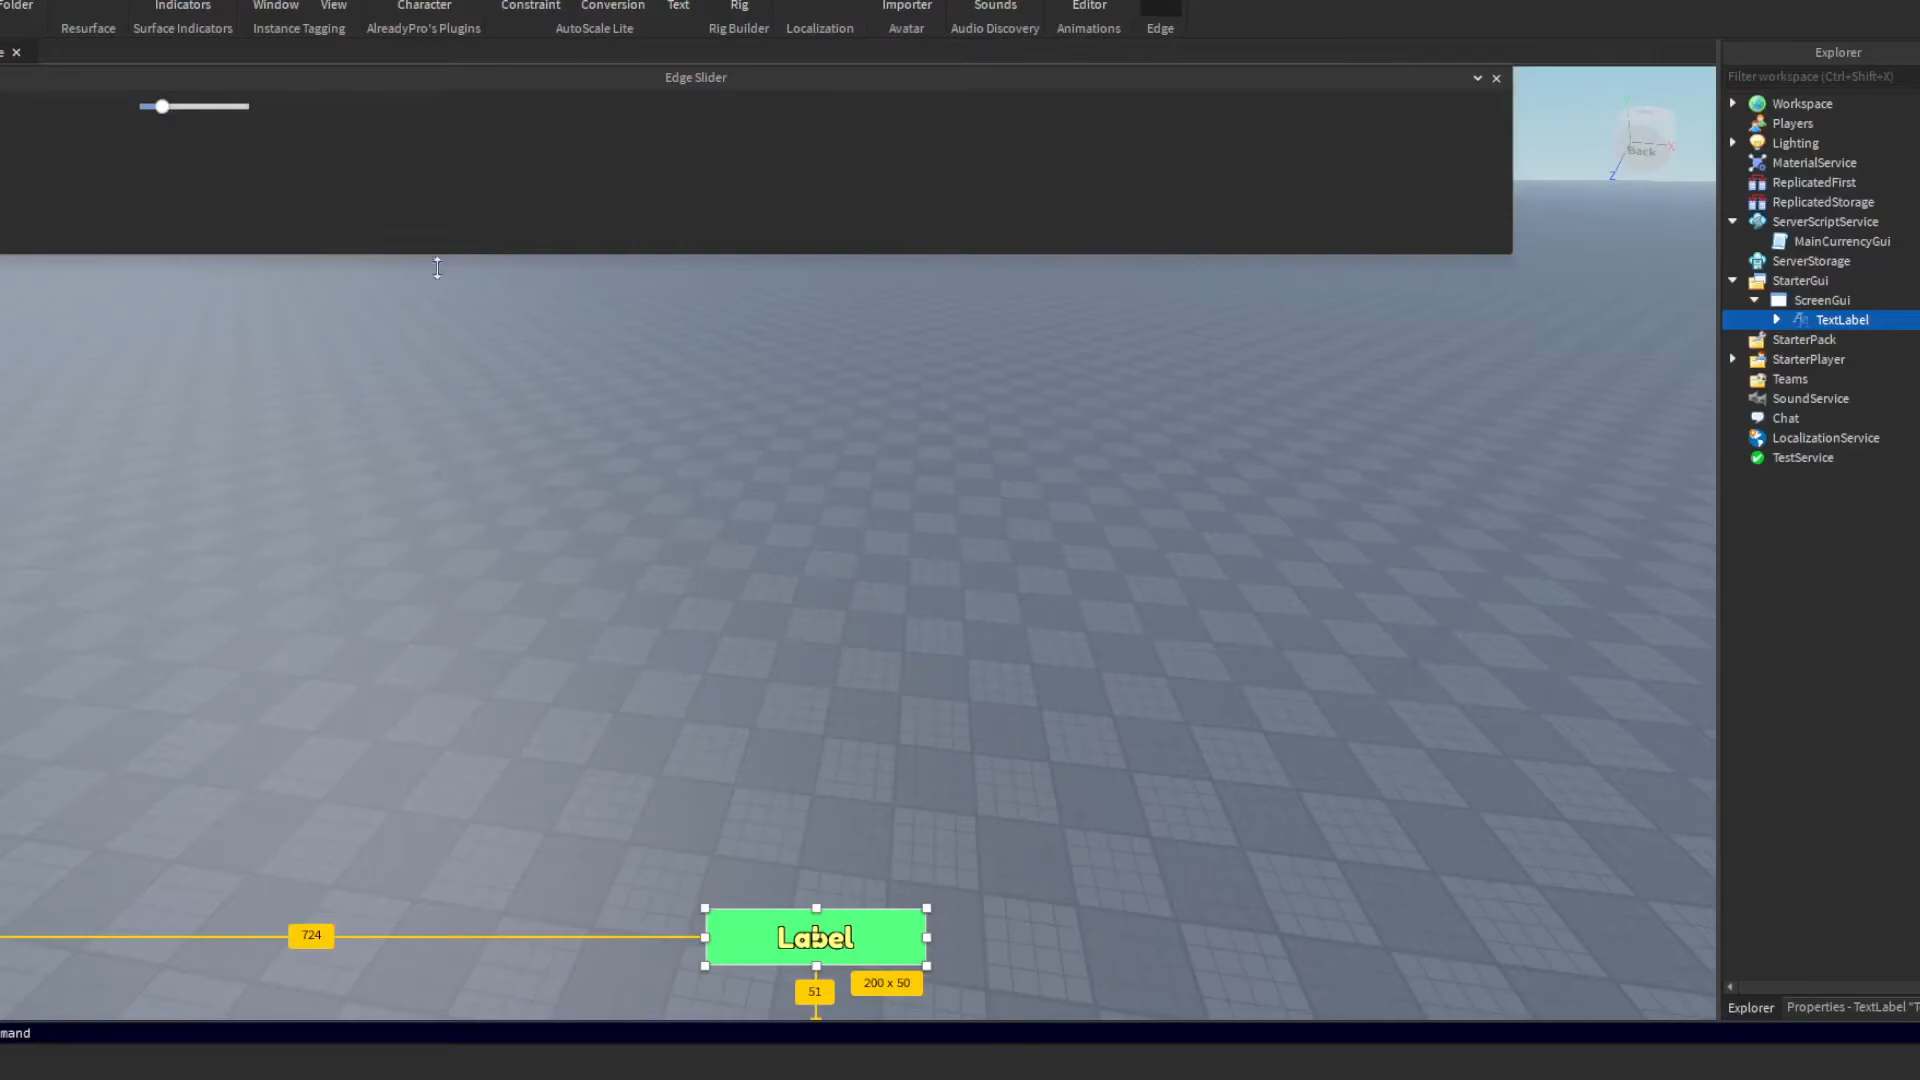 older Indicators Window View Character Constraint Conversion Text Rig Importer Sounds Editor
Resurface Surface Indicators Instance Tagging AlreadyPro's Plugins AutoScale Lite Rig Builder Localization Avatar Audio Discovery Animations Edge
e
Edge Slider
Back
X
Z
724
Label
51
200 x 50
mand
Explorer
Filter workspace (Ctrl+Shift+X)
Workspace
Players
Lighting
MaterialService
ReplicatedFirst
ReplicatedStorage
ServerScriptService
MainCurrencyGui
ServerStorage
StarterGui
ScreenGui
TextLabel
StarterPack
StarterPlayer
Teams
SoundService
Chat
LocalizationService
TestService
Explorer Properties - TextLabel "T